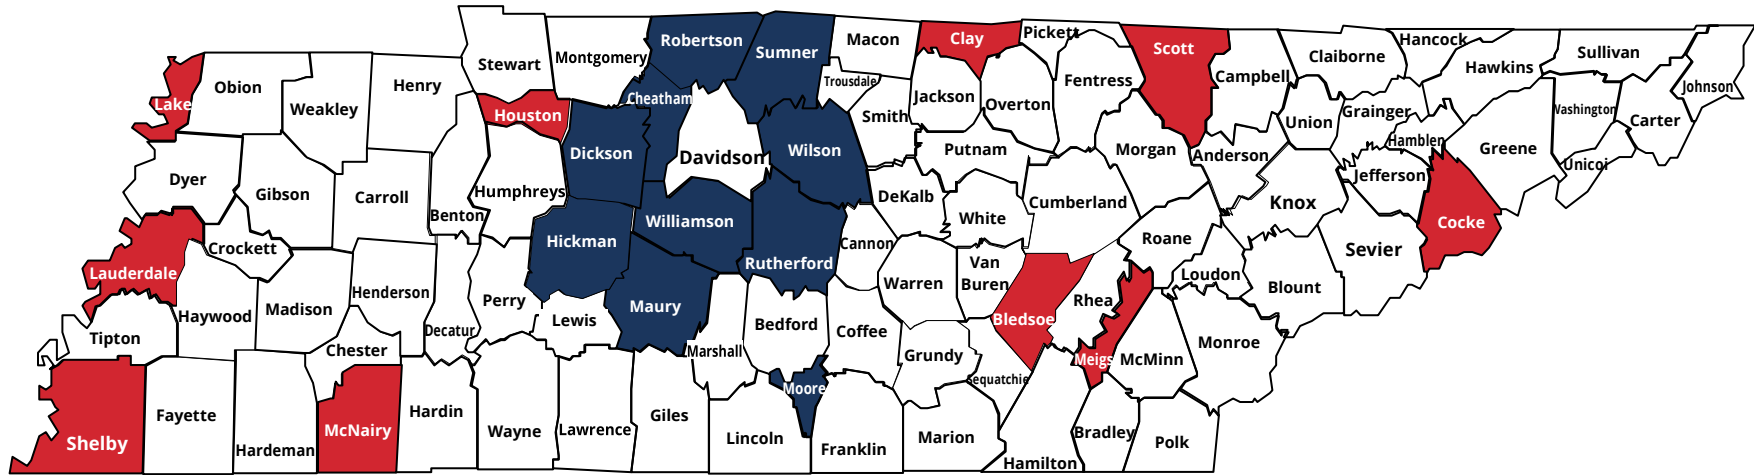 Pickett
Clay
Hancock
Robertson
Macon
Scott
Sumner
Claiborne
Sullivan
Montgomery
Stewart
Hawkins
Campbell
Fentress
Trousdale
Henry
Obion
Johnson
Jackson
Cheatham
Lake
Overton
Weakley
Washington
Grainger
Houston
Smith
Carter
Union
Hamblen
Putnam
Greene
Morgan
Wilson
Dickson
Davidson
Anderson
Unicoi
Jefferson
Dyer
Humphreys
Gibson
Carroll
DeKalb
Cumberland
Knox
Benton
White
Williamson
Cocke
Roane
Hickman
Cannon
Crockett
Sevier
Van
Buren
Rutherford
Lauderdale
Loudon
Warren
Blount
Henderson
Perry
Rhea
Maury
Madison
Haywood
Lewis
Bledsoe
Bedford
Decatur
Coffee
Tipton
Monroe
Chester
Marshall
Grundy
Meigs
McMinn
Sequatchie
Moore
Hardin
Fayette
Giles
McNairy
Wayne
Lawrence
Bradley
Lincoln
Marion
Shelby
Polk
Franklin
Hardeman
Hamilton